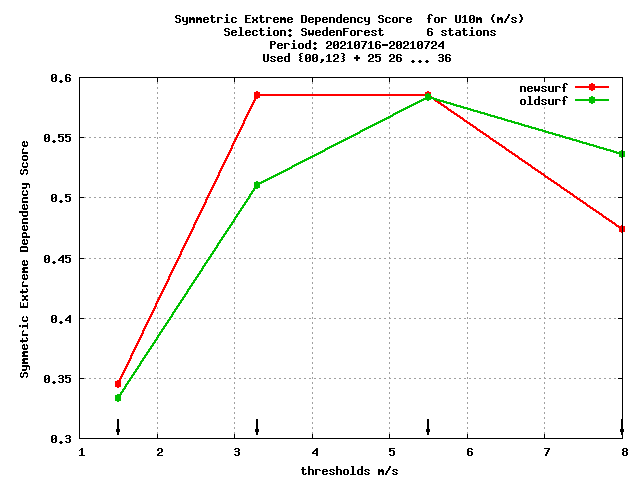 Symmetric Extreme Dependency Score  for U10m (m/s)
Selection: SwedenForest      6 stations
Period: 20210716-20210724
Used {00,12} + 25 26 ... 36
newsurf
oldsurf
Symmetric Extreme Dependency Score
0.6
0.55
0.5
0.45
0.4
0.35
0.3
1 2 3 4 5 6 7 8
thresholds m/s